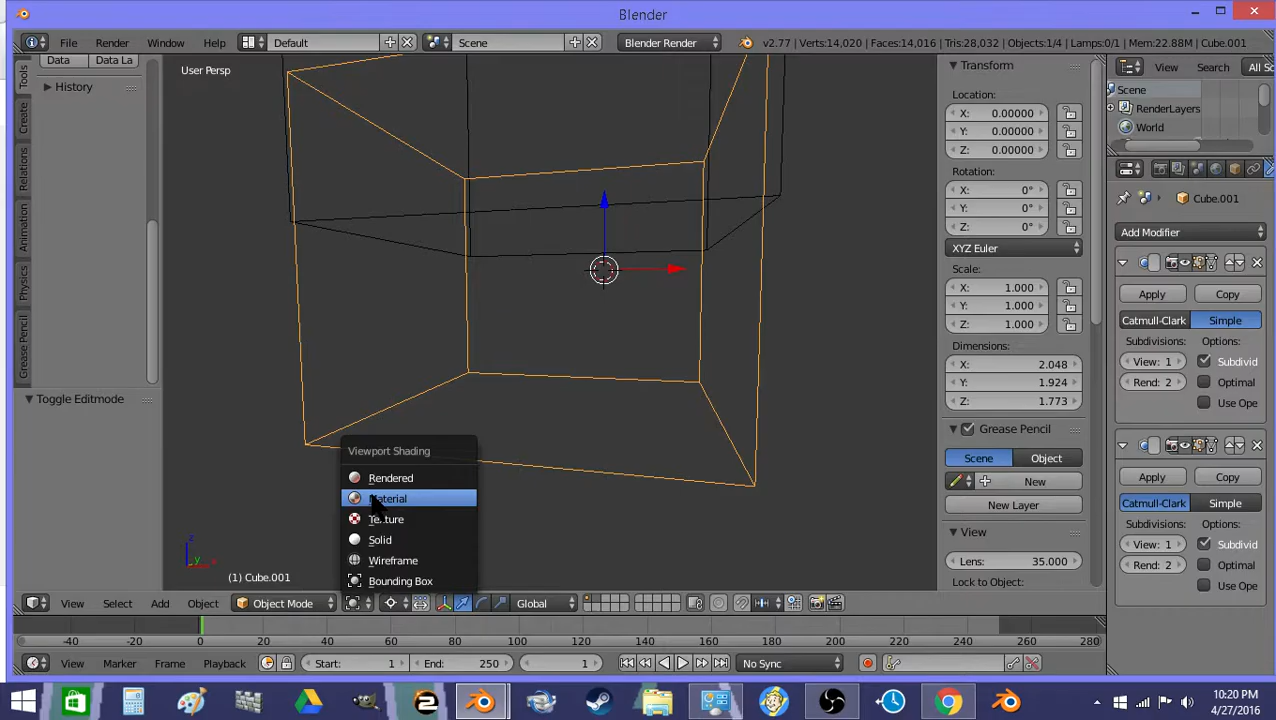 Blender
File Render Window Help Default Scene Blender Render v2.77 | Verts:14,020 | Faces:14,016 | Tris:28,032 | Objects:1/4 | Lamps:0/1 | Mem:22.88M | Cube.001
View Search All Sc
Data Data La
History
Toggle Editmode
Tools
Create
Relations
Animation
Physics
Grease Pencil
User Persp
(1) Cube.001
z
y
Viewport Shading
Rendered
Material
Texture
Solid
Wireframe
Bounding Box
Transform
Location:
X: 0.00000
Y: 0.00000
Z: 0.00000
Rotation:
X: 0°
Y: 0°
Z: 0°
XYZ Euler
Scale:
X: 1.000
Y: 1.000
Z: 1.000
Dimensions:
X: 2.048
Y: 1.924
Z: 1.773
Grease Pencil
Scene Object
New
New Layer
View
Lens: 35.000
Lock to Object:
Scene
RenderLayers
World
Cube.001
Add Modifier
Apply Copy
Catmull-Clark Simple
Subdivisions: Options:
View: 1 Subdivid
Rend: 2 Optimal
Use Ope
Apply Copy
Catmull-Clark Simple
Subdivisions: Options:
View: 1 Subdivid
Rend: 2 Optimal
Use Ope
View Select Add Object Object Mode Global
-40 -20 0 20 40 60 80 100 120 140 160 180 200 220 240 260 280
View Marker Frame Playback Start: 1 End: 250 1 No Sync
10:20 PM
4/27/2016